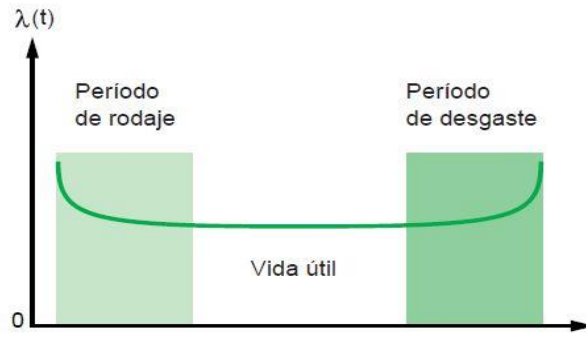 λ(t)
Período
de rodaje
Período
de desgaste
Vida útil
0